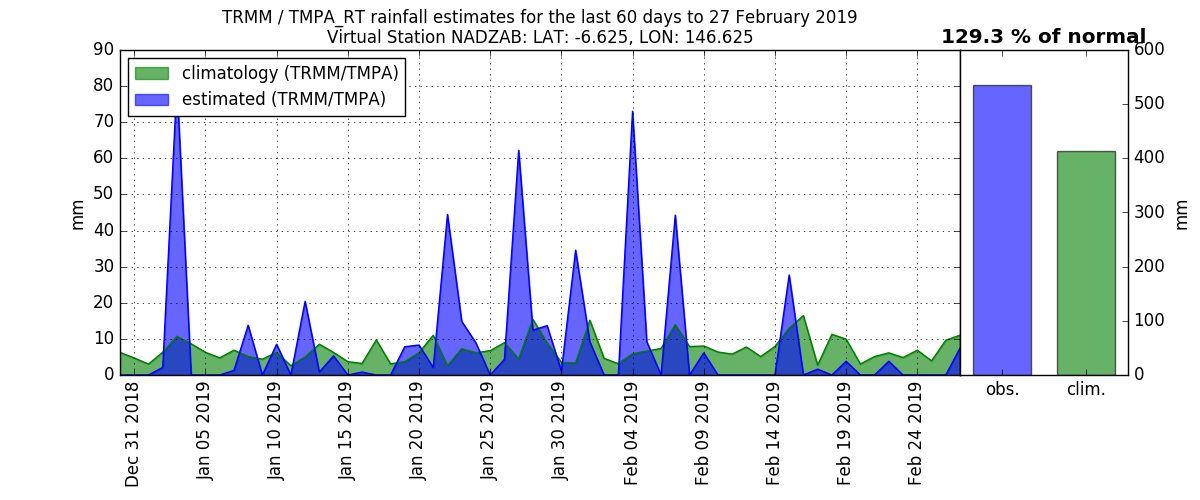 TRMM / TMPA_RT rainfall estimates for the last 60 days to 27 February 2019
Virtual Station NADZAB: LAT: -6.625, LON: 146.625
129.3 % of normal
climatology (TRMM/TMPA)
estimated (TRMM/TMPA)
90
80
70
60
50
40
30
20
10
0
mm
Dec 31 2018
Jan 05 2019
Jan 10 2019
Jan 15 2019
Jan 20 2019
Jan 25 2019
Jan 30 2019
Feb 04 2019
Feb 09 2019
Feb 14 2019
Feb 19 2019
Feb 24 2019
obs.
clim.
600
500
400
300
200
100
0
mm